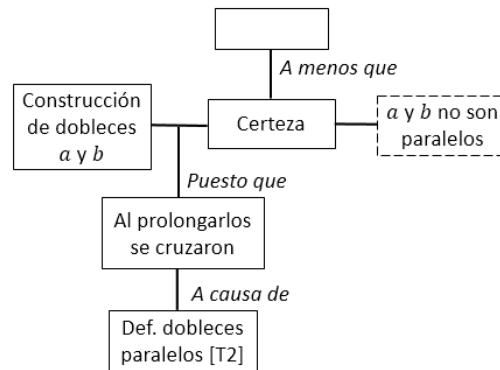 A menos que
Construcción
de dobleces
a y b
Certeza
a y b no son
paralelos
Puesto que
Al prolongarlos
se cruzaron
A causa de
Def. dobleces
paralelos [T2]